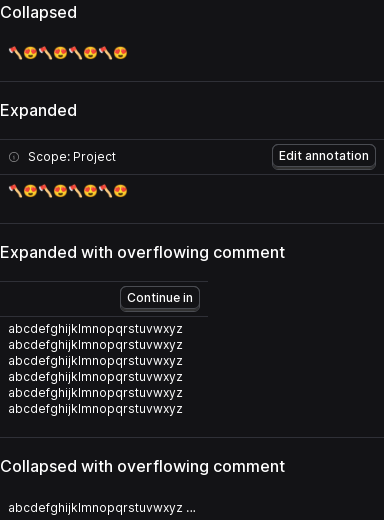 Collapsed
🪓😍🪓😍🪓😍🪓😍
Expanded
Scope: Project
Edit annotation
🪓😍🪓😍🪓😍🪓😍
Expanded with overflowing comment
Continue in
abcdefghijklmnopqrstuvwxyz
abcdefghijklmnopqrstuvwxyz
abcdefghijklmnopqrstuvwxyz
abcdefghijklmnopqrstuvwxyz
abcdefghijklmnopqrstuvwxyz
abcdefghijklmnopqrstuvwxyz
Collapsed with overflowing comment
abcdefghijklmnopqrstuvwxyz ...